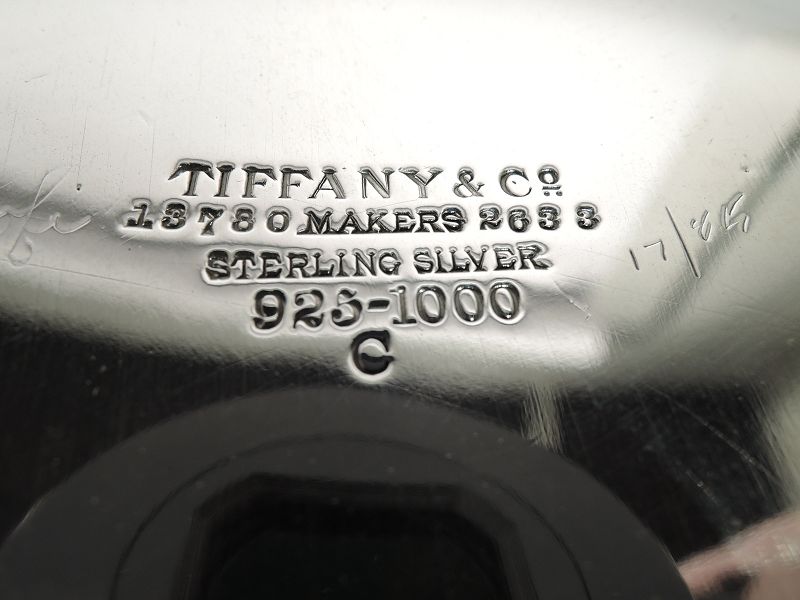 TIFFANY & Co
13780 MAKERS 2633
STERLING SILVER
925-1000
C